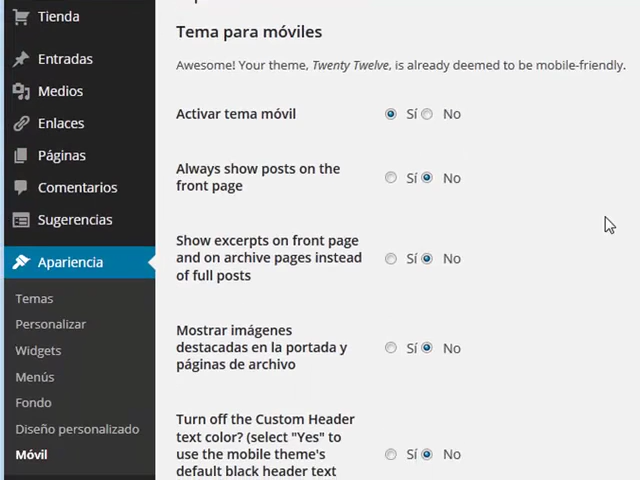 Tienda
Entradas
Medios
Enlaces
Páginas
Comentarios
Sugerencias
Apariencia
Temas
Personalizar
Widgets
Menús
Fondo
Diseño personalizado
Móvil
Tema para móviles
Awesome! Your theme, Twenty Twelve, is already deemed to be mobile-friendly.
Activar tema móvil
Sí No
Always show posts on the
front page
Sí No
Show excerpts on front page
and on archive pages instead
of full posts
Sí No
Mostrar imágenes
destacadas en la portada y
páginas de archivo
Sí No
Turn off the Custom Header
text color? (select "Yes" to
use the mobile theme's
default black header text
Sí No